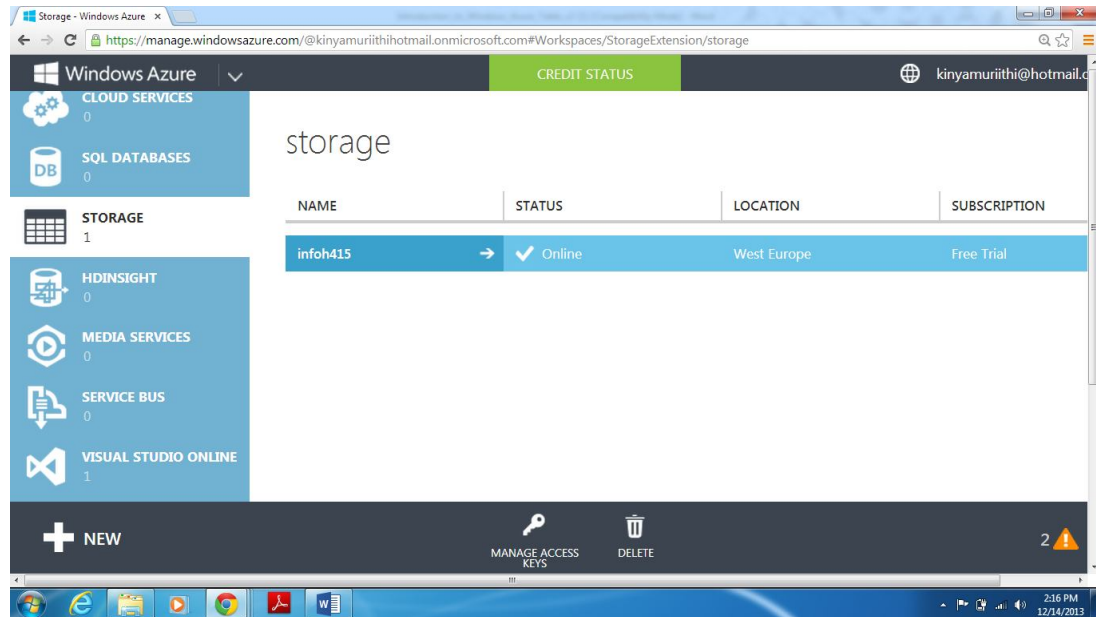 Storage - Windows Azure
https://manage.windowsazure.com/@kinyamuriithihotmail.onmicrosoft.com#Workspaces/StorageExtension/storage
Windows Azure
CREDIT STATUS
kinyamuriithi@hotmail.c
CLOUD SERVICES
0
SQL DATABASES
0
DB
STORAGE
1
HDINSIGHT
0
MEDIA SERVICES
0
SERVICE BUS
0
VISUAL STUDIO ONLINE
1
storage
NAME STATUS LOCATION SUBSCRIPTION
infoh415 Online West Europe Free Trial
NEW
MANAGE ACCESS
KEYS
DELETE
2
2:16 PM
12/14/2013